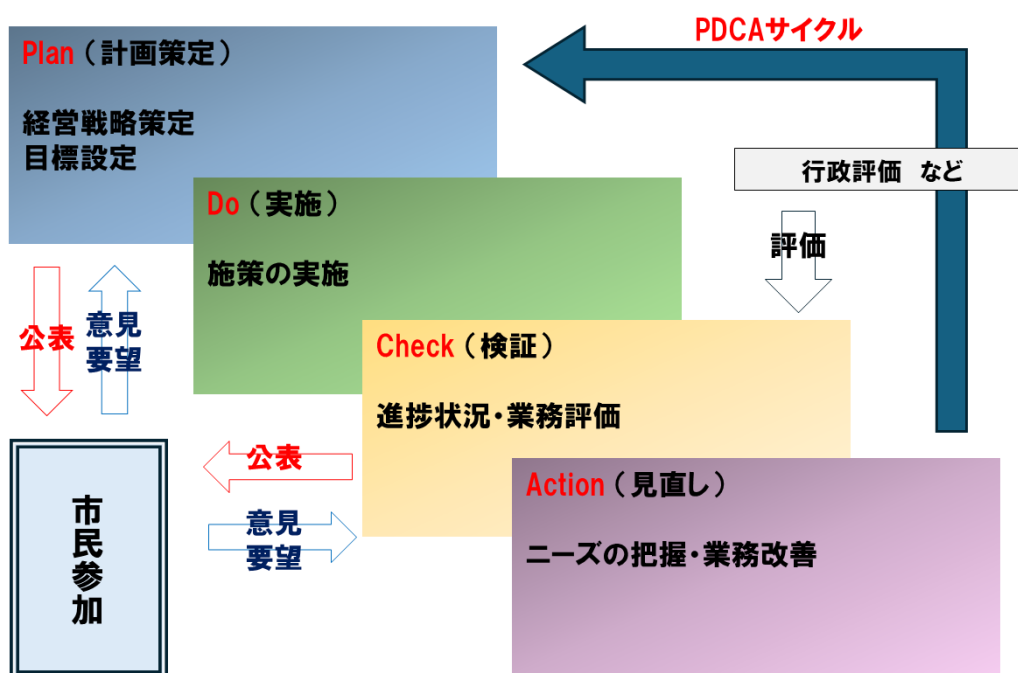 PDCAサイクル
Plan（計画策定）
経営戦略策定
目標設定
行政評価　など
Do（実施）
施策の実施
評価
公表
意見
要望
Check（検証）
進捗状況・業務評価
公表
意見
要望
Action（見直し）
ニーズの把握・業務改善
市民参加